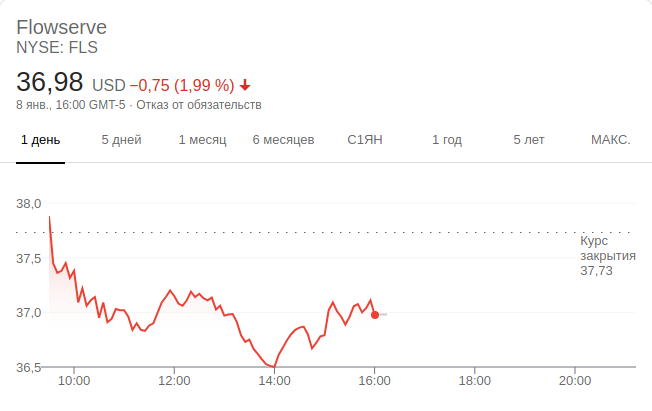 Flowserve
NYSE: FLS
36,98 USD −0,75 (1,99 %)
8 янв., 16:00 GMT-5 · Отказ от обязательств
1 день 5 дней 1 месяц 6 месяцев С1ЯН 1 год 5 лет МАКС.
38,0
Курс
закрытия
37,73
37,5
37,0
36,5
10:00 12:00 14:00 16:00 18:00 20:00